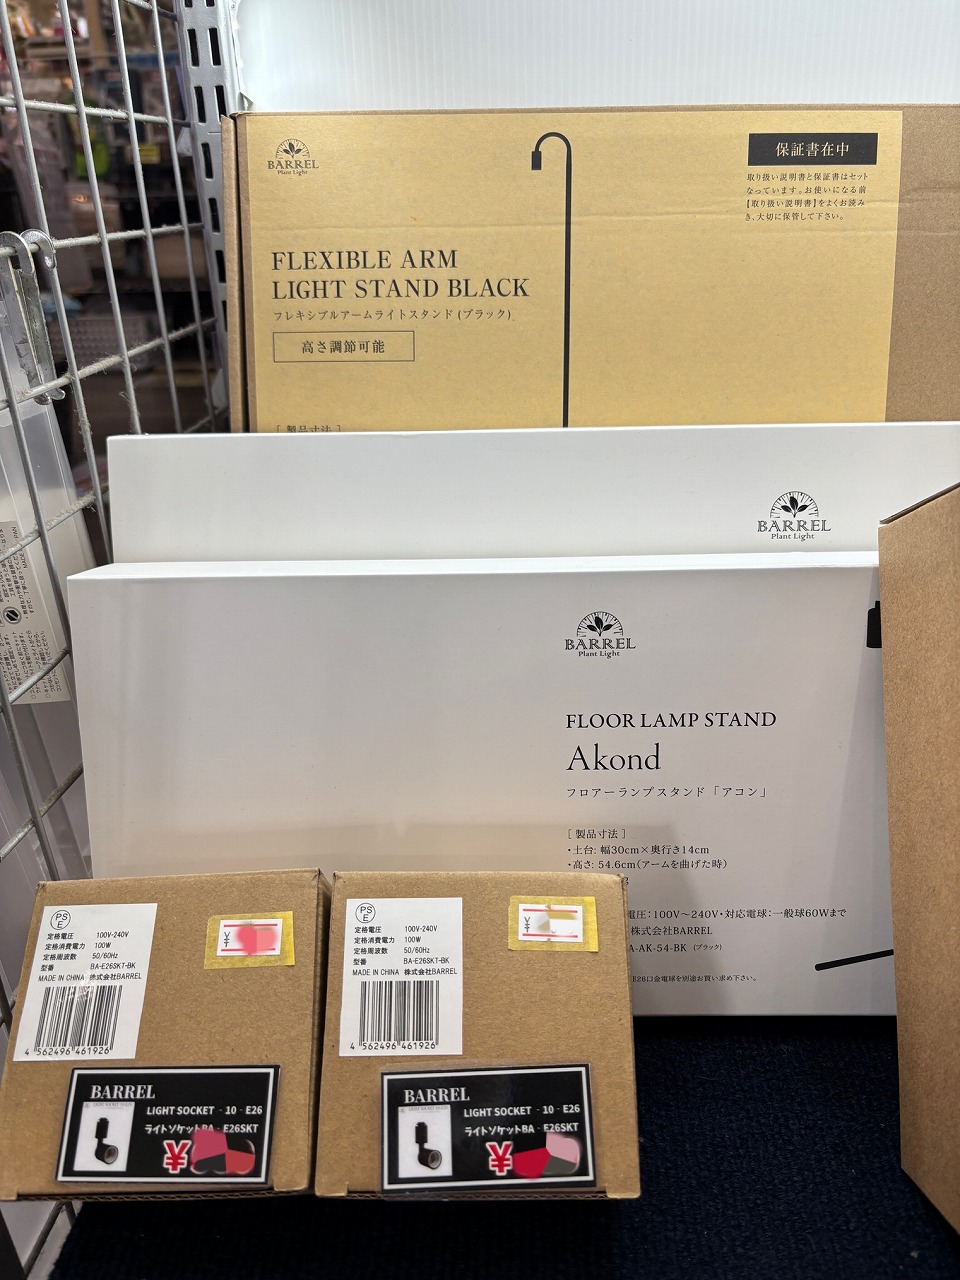 BARREL
Plant Light
保証書在中
取り扱い説明書と保証書はセット
なっています。お使いになる前
【取り扱い説明書】をよくお読み
き、大切に保管して下さい。
FLEXIBLE ARM
LIGHT STAND BLACK
フレキシブルアームライトスタンド (ブラック)
高さ調節可能
[ 製品寸法 ]
BARREL
Plant Light
BARREL
Plant Light
FLOOR LAMP STAND
Akond
フロアーランプスタンド「アコン」
[ 製品寸法 ]
・土台: 幅30cm×奥行き14cm
・高さ: 54.6cm(アームを曲げた時)
電圧：100V〜240V・対応電球：一般球60Wまで
株式会社BARREL
A-AK-54-BK (ブラック)
E26口金電球を別途お買い求め下さい。
PSE
定格電圧 100V-240V
定格消費電力 100W
定格周波数 50/60Hz
型番 BA-E26SKT-BK
MADE IN CHINA 株式会社BARREL
4 562496 461926
¥
BARREL
LIGHT SOCKET - 10 - E26
ライトソケットBA - E26SKT
¥
PSE
定格電圧 100V-240V
定格消費電力 100W
定格周波数 50/60Hz
型番 BA-E26SKT-BK
MADE IN CHINA 株式会社BARREL
4 562496 461926
¥
BARREL
LIGHT SOCKET - 10 - E26
ライトソケットBA - E26SKT
¥